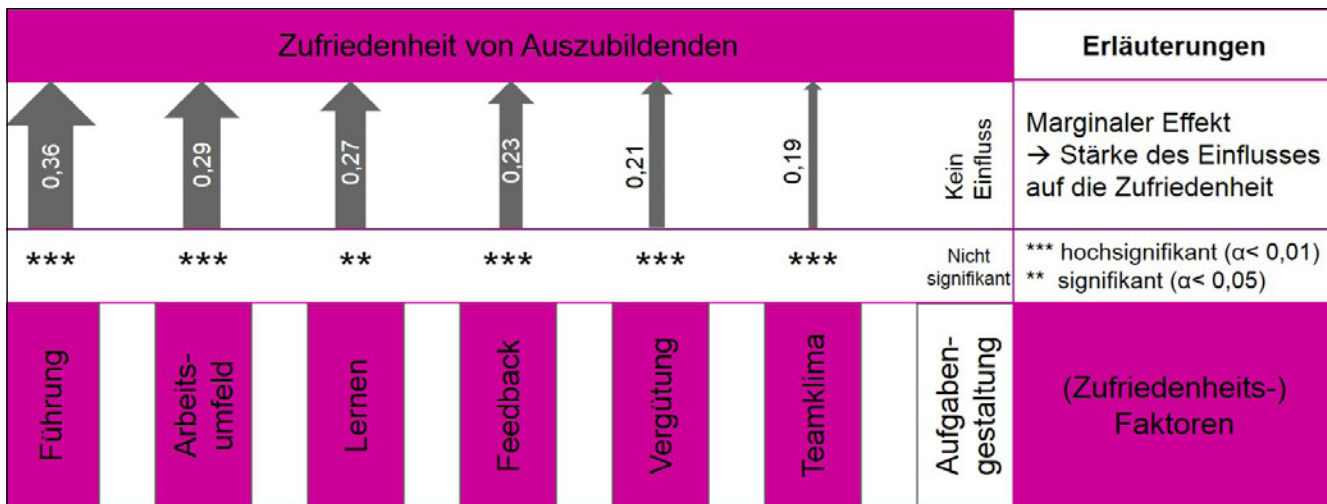 Zufriedenheit von Auszubildenden
Erläuterungen
0,36
0,29
0,27
0,23
0,21
0,19
Kein
Einfluss
Marginaler Effekt
→ Stärke des Einflusses
auf die Zufriedenheit
***
***
**
***
***
***
Nicht
signifikant
*** hochsignifikant (α< 0,01)
** signifikant (α< 0,05)
Führung
Arbeits-
umfeld
Lernen
Feedback
Vergütung
Teamklima
Aufgaben-
gestaltung
(Zufriedenheits-)
Faktoren